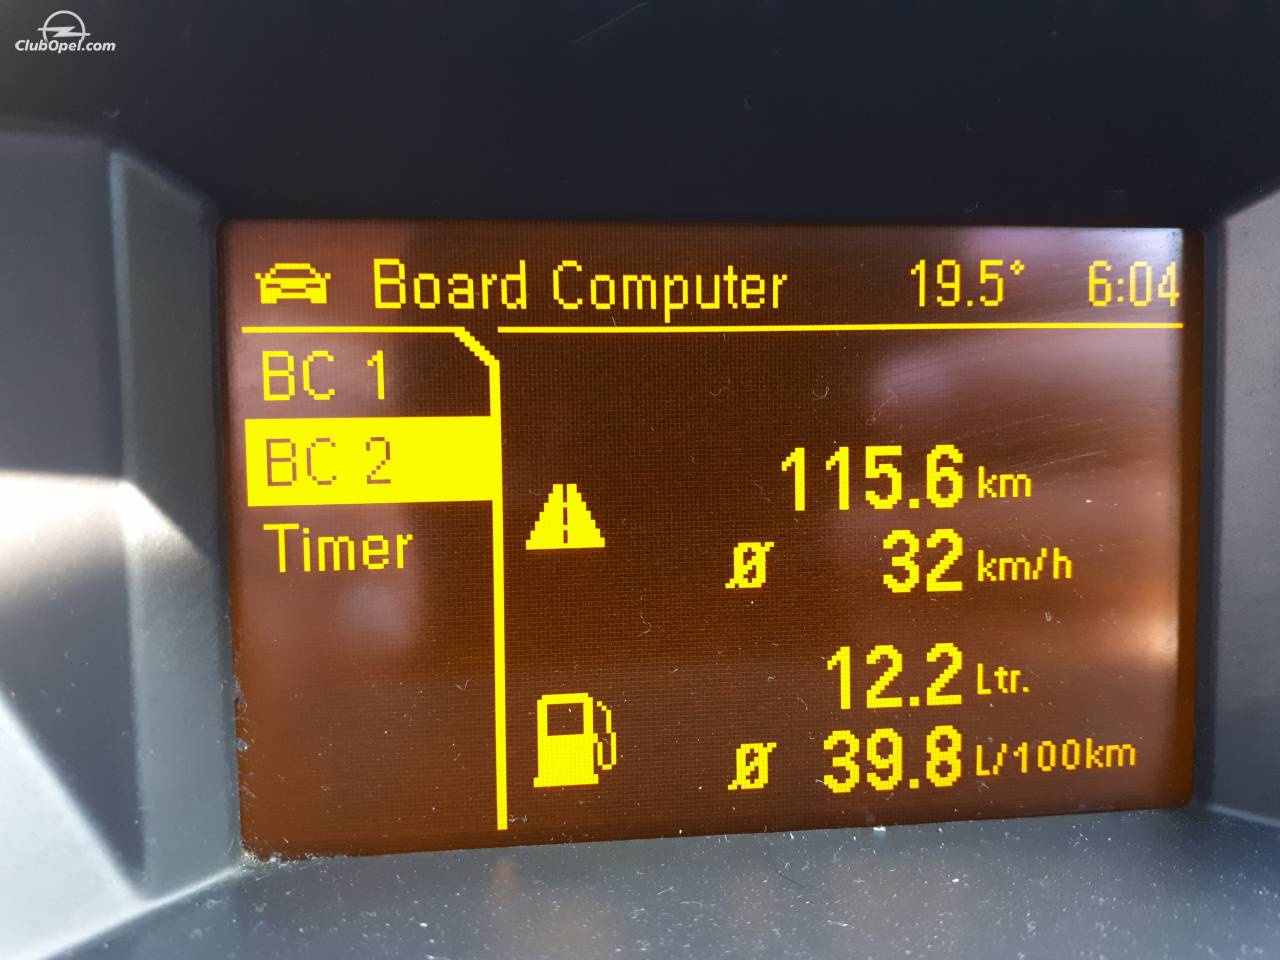 ClubOpel.com
Board Computer 19.5° 6:04
BC 1
BC 2
Timer
115.6 km
Ø 32 km/h
12.2 Ltr.
Ø 39.8 L/100km